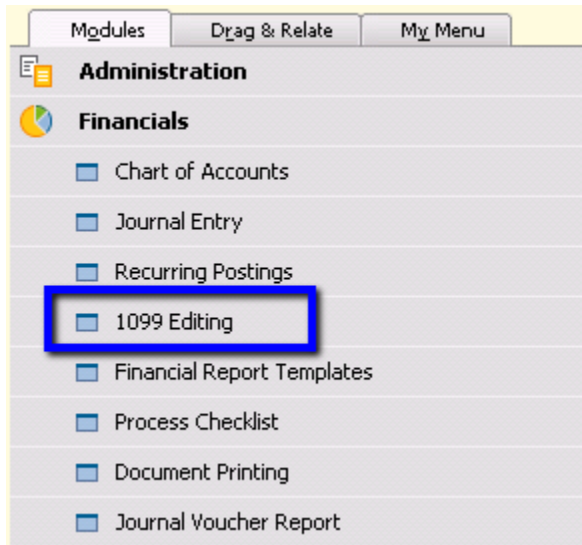 Modules Drag & Relate My Menu
Administration
Financials
Chart of Accounts
Journal Entry
Recurring Postings
1099 Editing
Financial Report Templates
Process Checklist
Document Printing
Journal Voucher Report